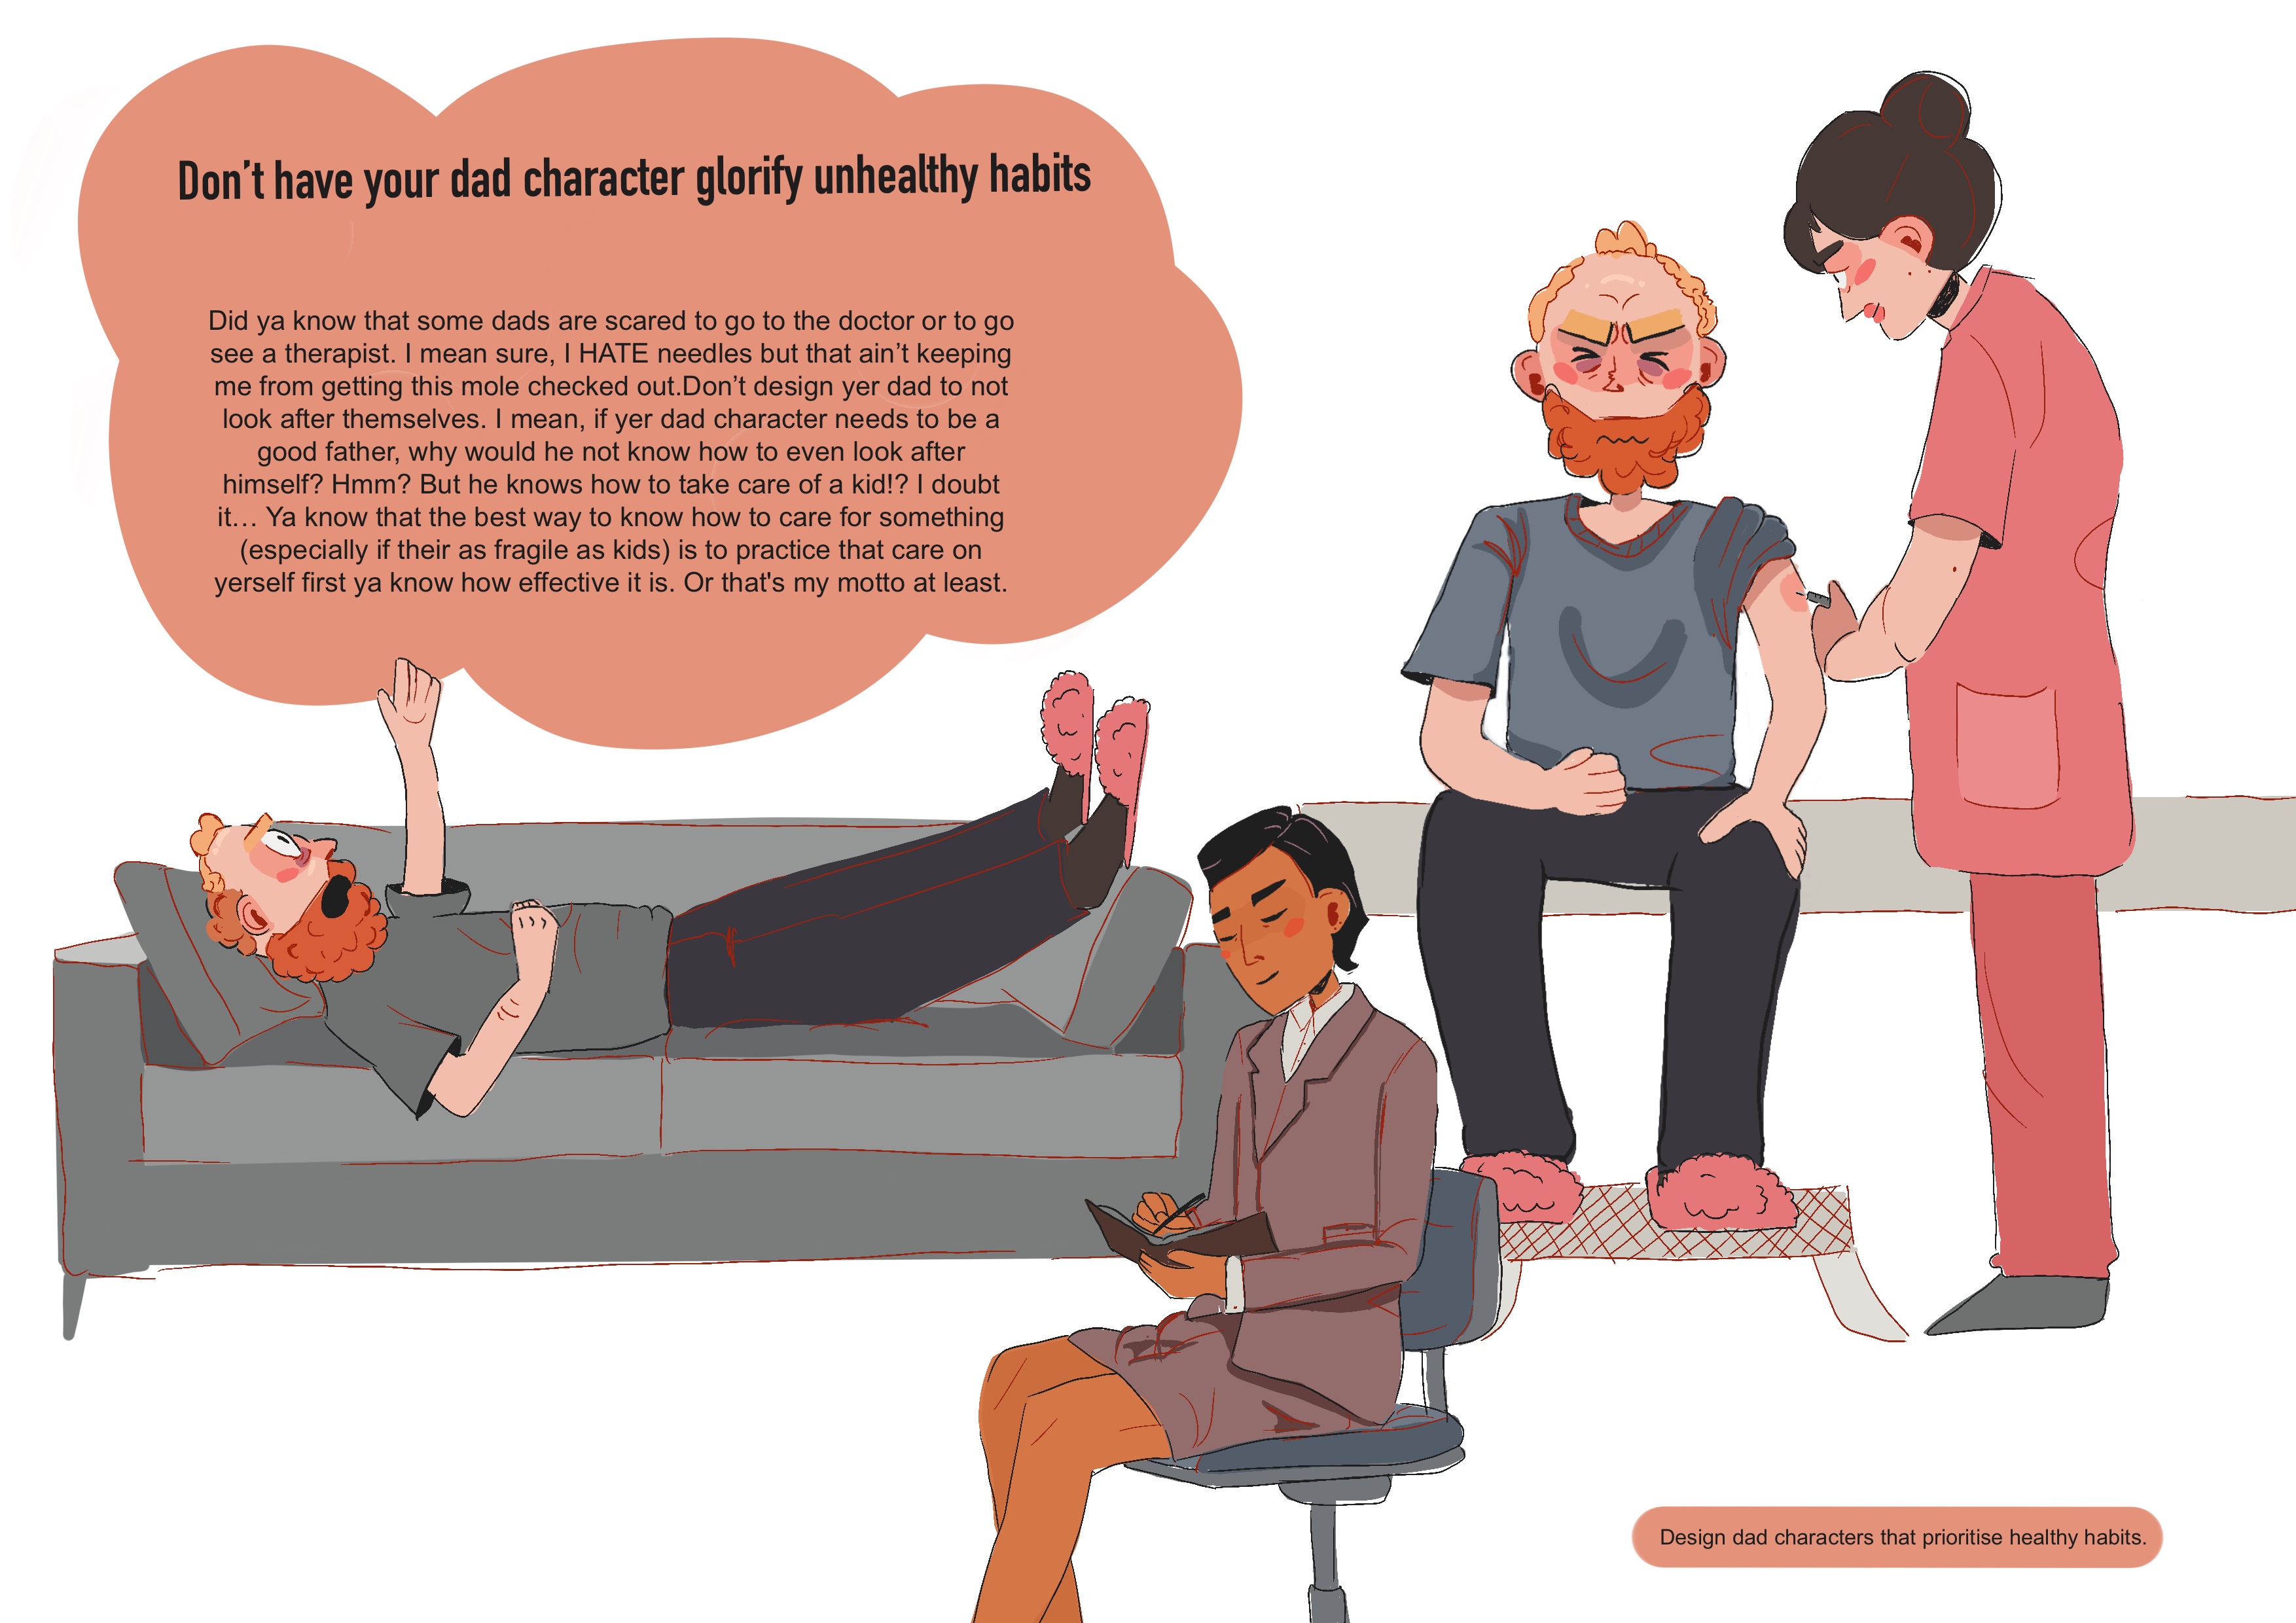 Don’t have your dad character glorify unhealthy habits
Did ya know that some dads are scared to go to the doctor or to go
see a therapist. I mean sure, I HATE needles but that ain’t keeping
me from getting this mole checked out.Don’t design yer dad to not
look after themselves. I mean, if yer dad character needs to be a
good father, why would he not know how to even look after
himself? Hmm? But he knows how to take care of a kid!? I doubt
it… Ya know that the best way to know how to care for something
(especially if their as fragile as kids) is to practice that care on
yerself first ya know how effective it is. Or that's my motto at least.
Design dad characters that prioritise healthy habits.